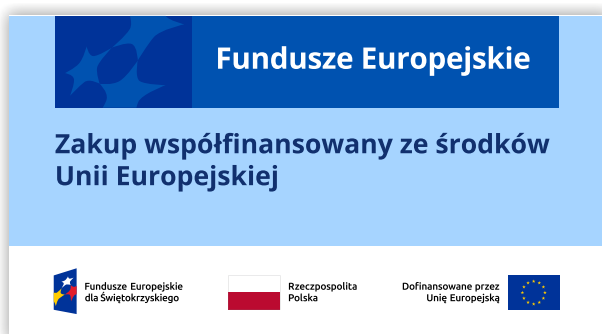 Fundusze Europejskie
Zakup współfinansowany ze środków
Unii Europejskiej
Fundusze Europejskie
dla Świętokrzyskiego
Rzeczpospolita
Polska
Dofinansowane przez
Unię Europejską